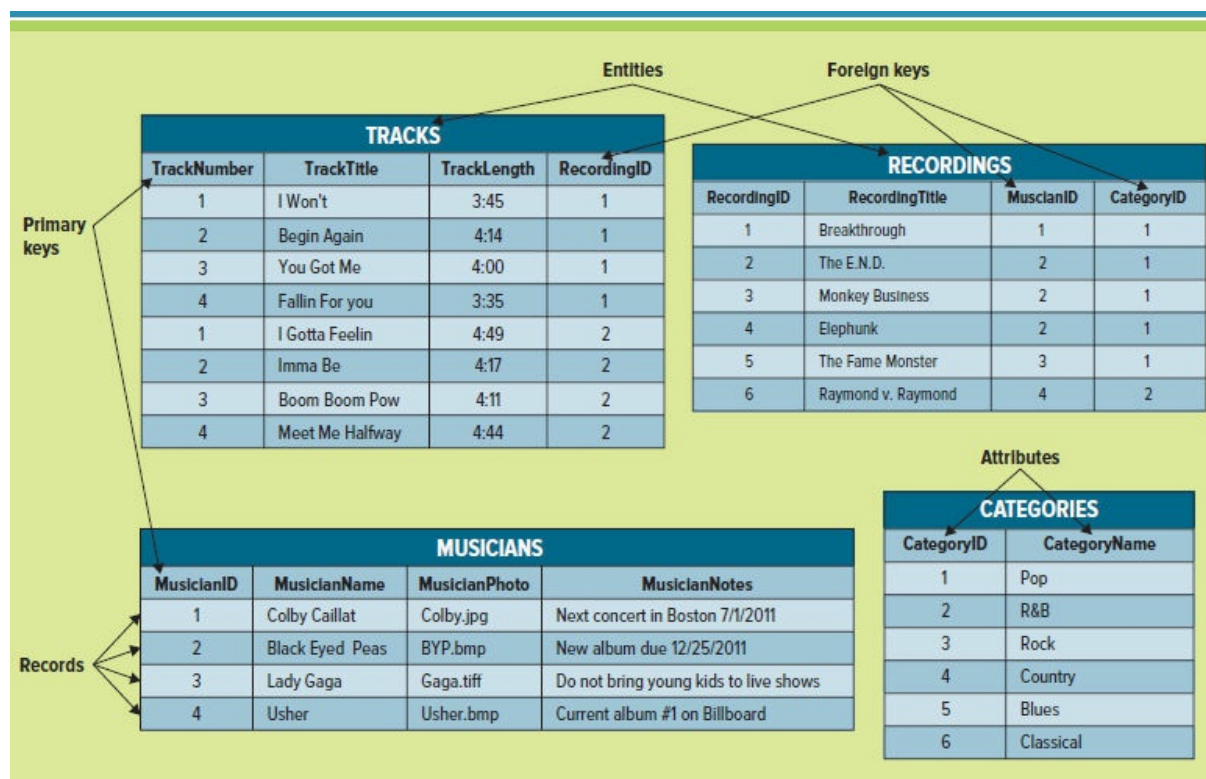 Entities Foreign keys
TRACKS
TrackNumber TrackTitle TrackLength RecordingID
1 I Won't 3:45 1
2 Begin Again 4:14 1
3 You Got Me 4:00 1
4 Fallin For you 3:35 1
1 I Gotta Feelin 4:49 2
2 Imma Be 4:17 2
3 Boom Boom Pow 4:11 2
4 Meet Me Halfway 4:44 2
RECORDINGS
RecordingID RecordingTitle MuscianID CategoryID
1 Breakthrough 1 1
2 The E.N.D. 2 1
3 Monkey Business 2 1
4 Elephunk 2 1
5 The Fame Monster 3 1
6 Raymond v. Raymond 4 2
Primary
keys
Attributes
MUSICIANS
MusicianID MusicianName MusicianPhoto MusicianNotes
1 Colby Caillat Colby.jpg Next concert in Boston 7/1/2011
2 Black Eyed Peas BYP.bmp New album due 12/25/2011
3 Lady Gaga Gaga.tiff Do not bring young kids to live shows
4 Usher Usher.bmp Current album #1 on Billboard
Records
CATEGORIES
CategoryID CategoryName
1 Pop
2 R&B
3 Rock
4 Country
5 Blues
6 Classical